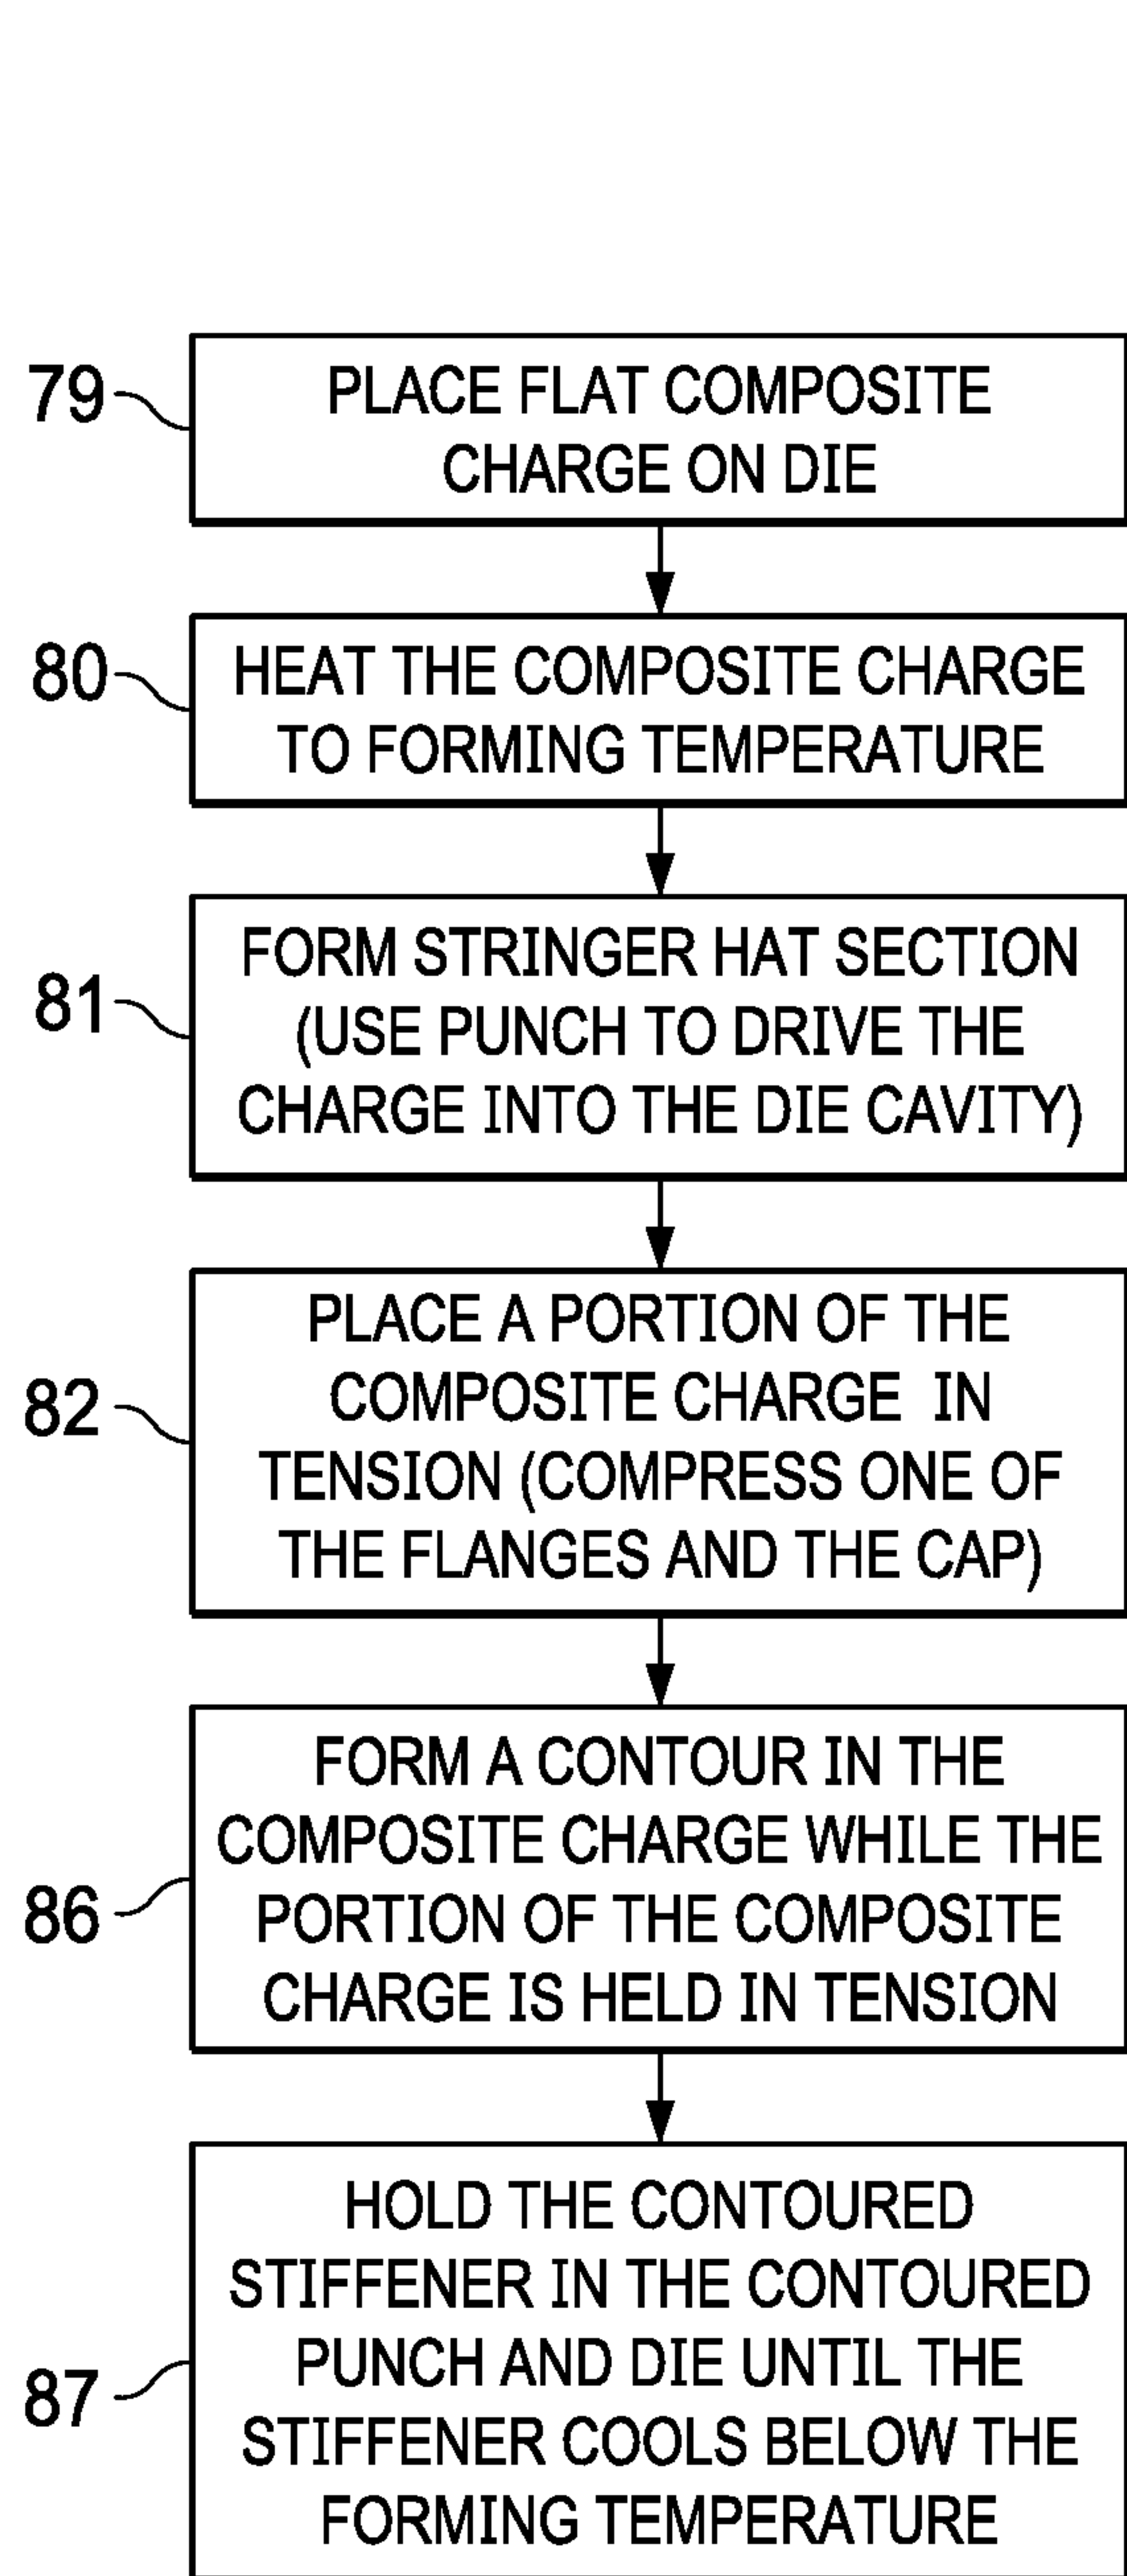 79
PLACE FLAT COMPOSITE
CHARGE ON DIE
80
HEAT THE COMPOSITE CHARGE
TO FORMING TEMPERATURE
81
FORM STRINGER HAT SECTION
(USE PUNCH TO DRIVE THE
CHARGE INTO THE DIE CAVITY)
82
PLACE A PORTION OF THE
COMPOSITE CHARGE IN
TENSION (COMPRESS ONE OF
THE FLANGES AND THE CAP)
86
FORM A CONTOUR IN THE
COMPOSITE CHARGE WHILE THE
PORTION OF THE COMPOSITE
CHARGE IS HELD IN TENSION
87
HOLD THE CONTOURED
STIFFENER IN THE CONTOURED
PUNCH AND DIE UNTIL THE
STIFFENER COOLS BELOW THE
FORMING TEMPERATURE